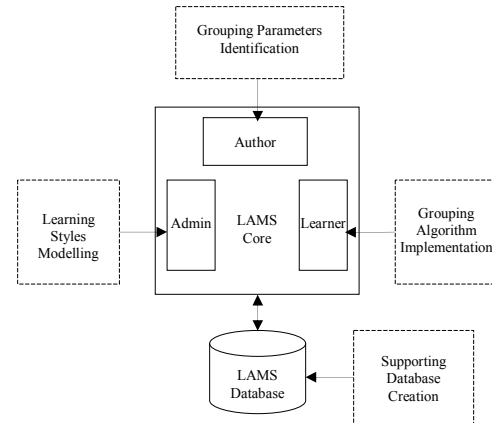 Grouping Parameters
Identification
Author
Admin
LAMS
Core
Learner
Learning
Styles
Modelling
Grouping
Algorithm
Implementation
LAMS
Database
Supporting
Database
Creation